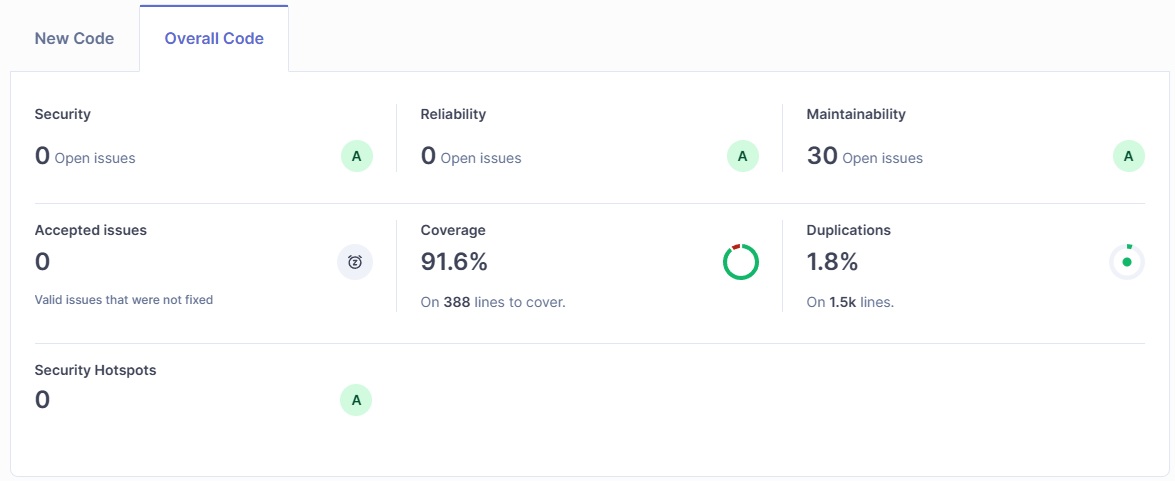 New Code
Overall Code
Security
0 Open issues
A
Reliability
0 Open issues
A
Maintainability
30 Open issues
A
Accepted issues
0
Valid issues that were not fixed
Coverage
91.6%
On 388 lines to cover.
Duplications
1.8%
On 1.5k lines.
Security Hotspots
0
A